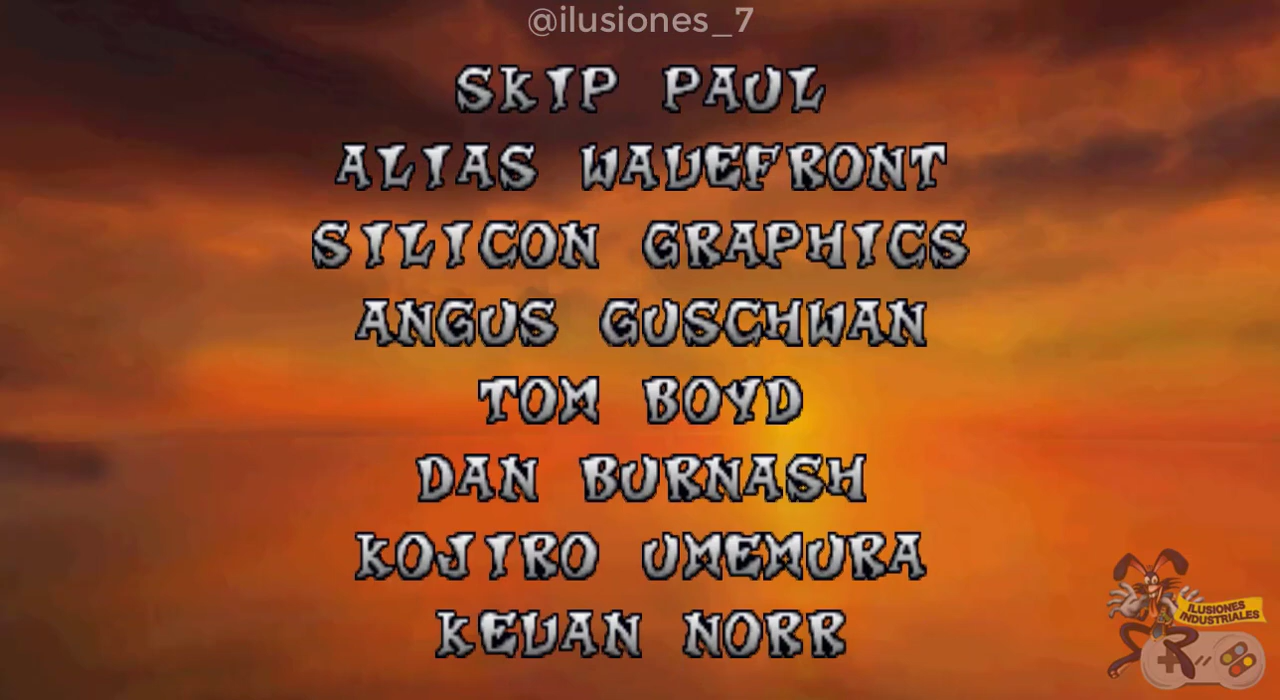 @ilusiones_7
SKIP PAUL
ALIAS WAVEFRONT
SILICON GRAPHICS
ANGUS GUSCHWAN
TOM BOYD
DAN BURNASH
KOJIRO UMEMURA
KEVAN NORR
ILUSIONES
INDUSTRIALES